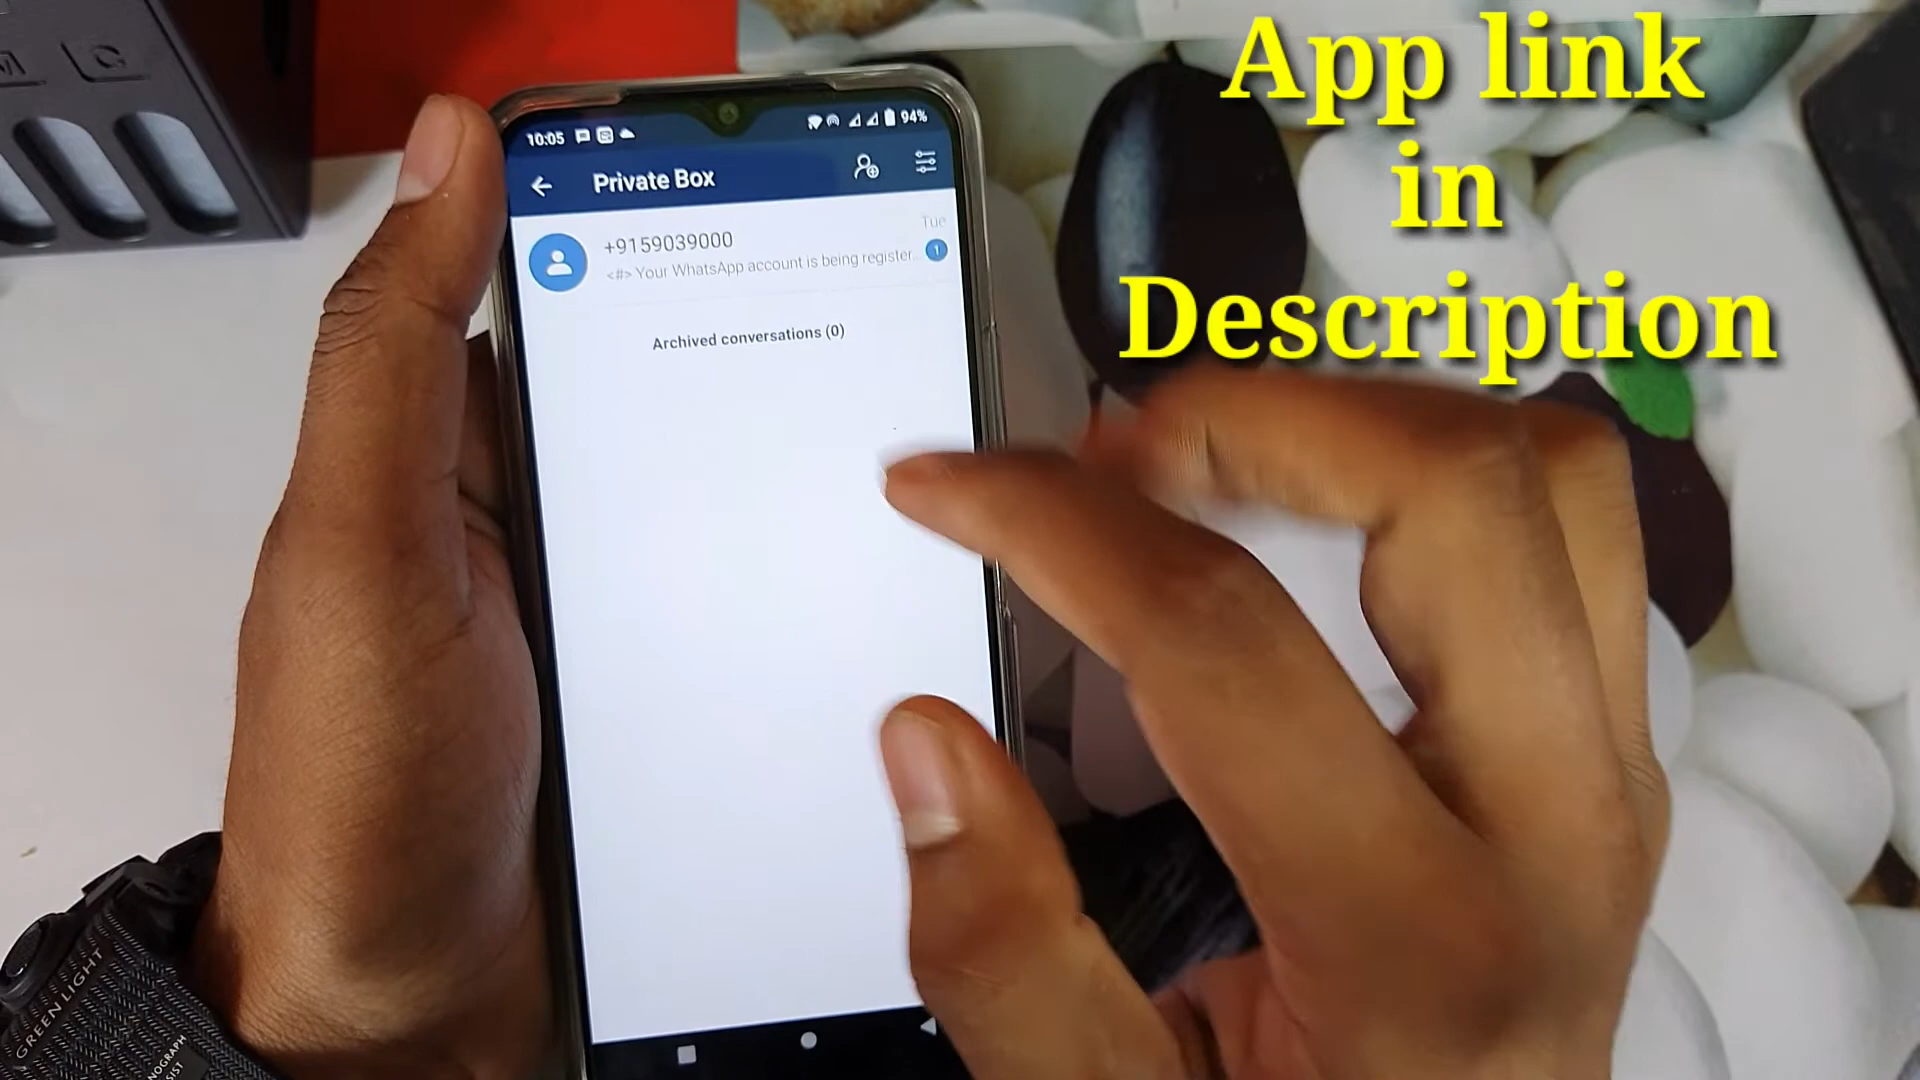 App link
in
Description
10:05
94%
Private Box
+9159039000
Tue
<#> Your WhatsApp account is being register...
1
Archived conversations (0)
M
C
GREEN LIGHT